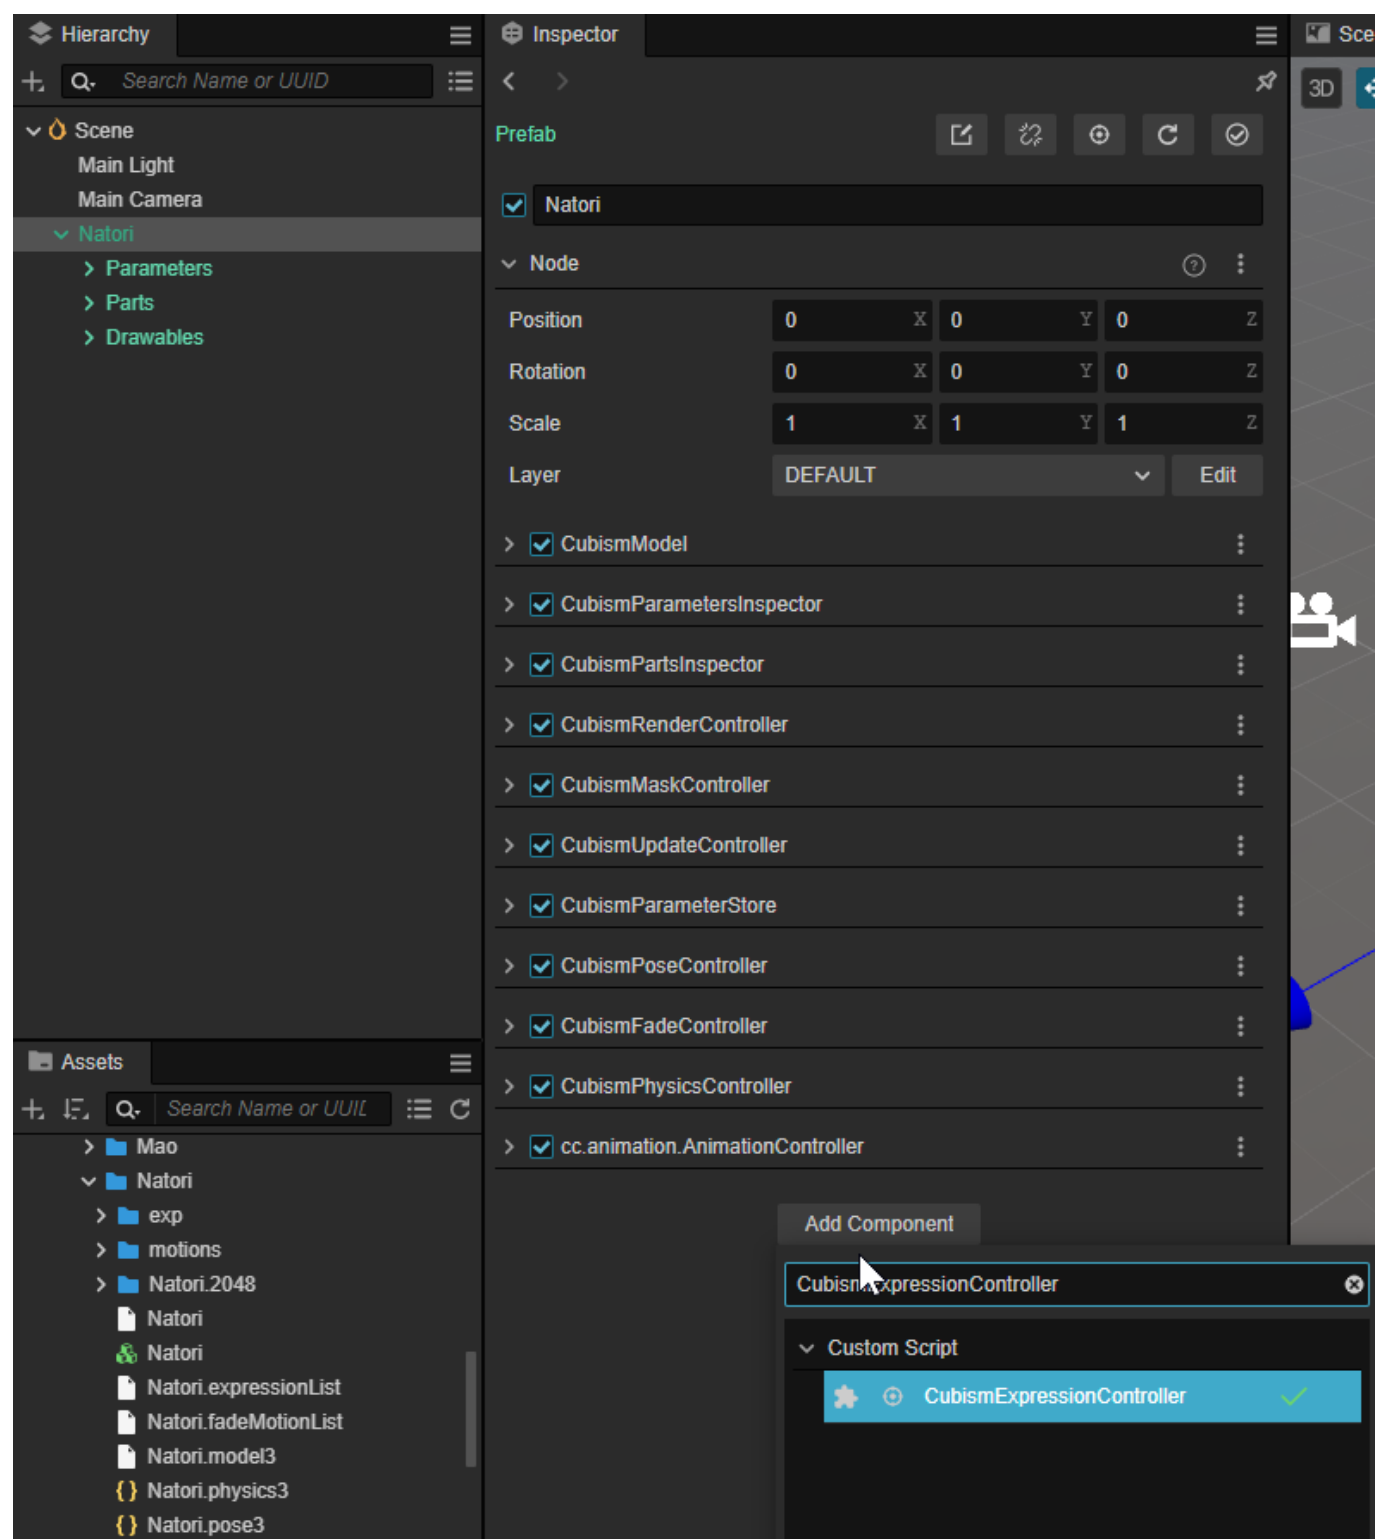 Hierarchy
Search Name or UUID
Scene
Main Light
Main Camera
Natori
Parameters
Parts
Drawables
Assets
Search Name or UUI
Mao
Natori
exp
motions
Natori.2048
Natori
Natori
Natori.expressionList
Natori.fadeMotionList
Natori.model3
Natori.physics3
Natori.pose3
Inspector
Prefab
Natori
Node
Position 0 X 0 Y 0 Z
Rotation 0 X 0 Y 0 Z
Scale 1 X 1 Y 1 Z
Layer DEFAULT Edit
CubismModel
CubismParametersInspector
CubismPartsInspector
CubismRenderController
CubismMaskController
CubismUpdateController
CubismParameterStore
CubismPoseController
CubismFadeController
CubismPhysicsController
cc.animation.AnimationController
Add Component
CubismExpressionController
Custom Script
CubismExpressionController
Sce
3D